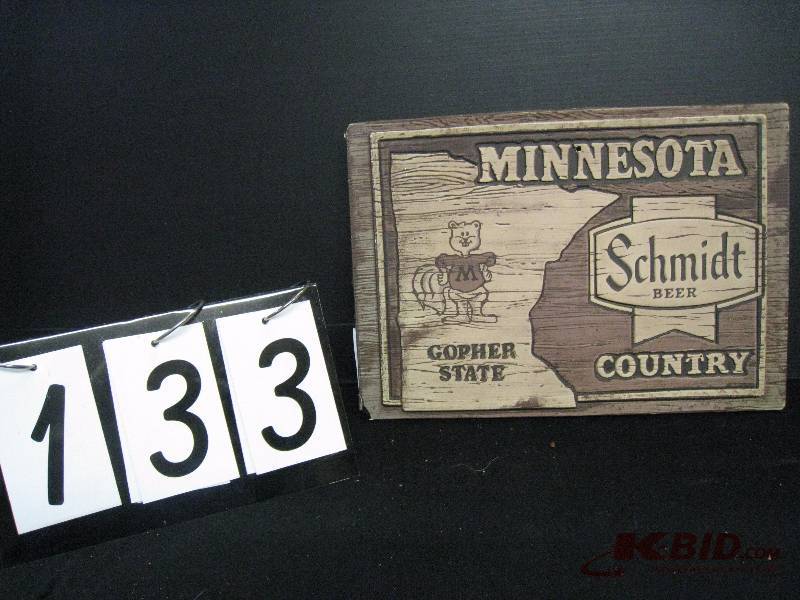 MINNESOTA
Schmidt
BEER
M
GOPHER
STATE
COUNTRY
133
K-BID.com